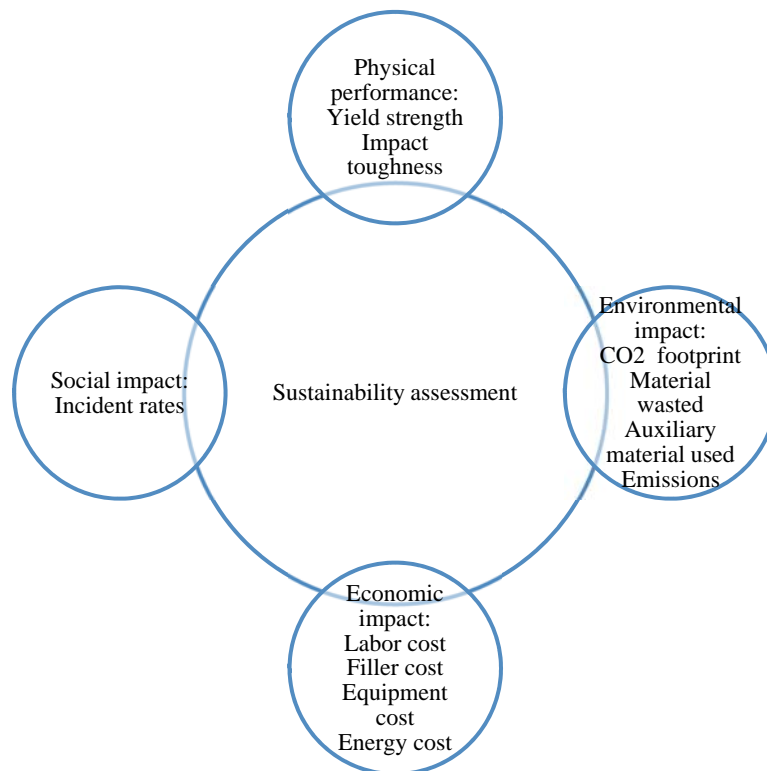 Physical
performance:
Yield strength
Impact
toughness
Social impact:
Incident rates
Sustainability assessment
Environmental
impact:
CO2 footprint
Material
wasted
Auxiliary
material used
Emissions
Economic
impact:
Labor cost
Filler cost
Equipment
cost
Energy cost